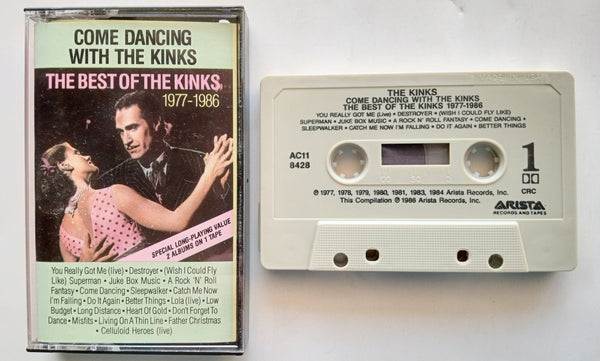 COME DANCING
WITH THE KINKS
THE BEST OF THE KINKS
1977-1986
SPECIAL LONG-PLAYING VALUE
2 ALBUMS ON 1 TAPE
You Really Got Me (live) • Destroyer • (Wish I Could Fly
Like) Superman • Juke Box Music • A Rock 'N' Roll
Fantasy • Come Dancing • Sleepwalker • Catch Me Now
I'm Falling • Do It Again • Better Things • Lola (live) • Low
Budget • Long Distance • Heart Of Gold • Don't Forget To
Dance • Misfits • Living On A Thin Line • Father Christmas
• Celluloid Heroes (live)
MADE IN USA
THE KINKS
COME DANCING WITH THE KINKS
THE BEST OF THE KINKS 1977-1986
YOU REALLY GOT ME (Live) • DESTROYER • (WISH I COULD FLY LIKE)
SUPERMAN • JUKE BOX MUSIC • A ROCK N' ROLL FANTASY • COME DANCING •
SLEEPWALKER • CATCH ME NOW I'M FALLING • DO IT AGAIN • BETTER THINGS
AC11
8428
1
CRC
℗ 1977, 1978, 1979, 1980, 1981, 1983, 1984 Arista Records, Inc.
This Compilation ℗ 1986 Arista Records, Inc.
ARISTA
RECORDS AND TAPES